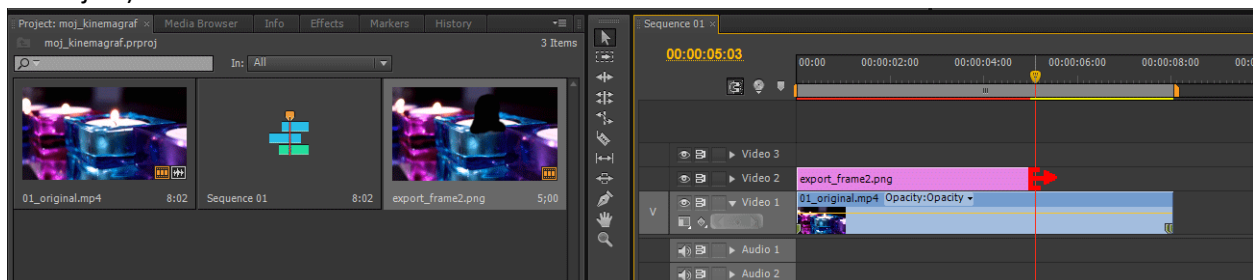 Project: moj_kinemagraf × Media Browser Info Effects Markers History
moj_kinemagraf.prproj 3 Items
In: All
01_original.mp4 8:02
Sequence 01 8:02
export_frame2.png 5;00
Sequence 01 ×
00:00:05:03
00:00 00:00:02:00 00:00:04:00 00:00:06:00 00:00:08:00 00:0
Video 3
Video 2 export_frame2.png
V Video 1 01_original.mp4 Opacity:Opacity
Audio 1
Audio 2